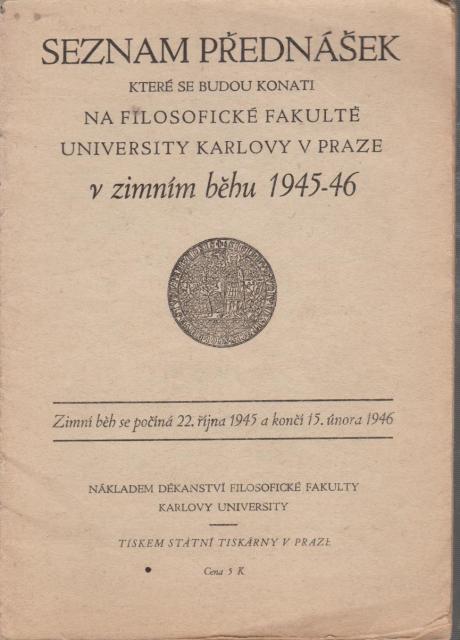 SEZNAM PŘEDNÁŠEK
KTERÉ SE BUDOU KONATI
NA FILOSOFICKÉ FAKULTĚ
UNIVERSITY KARLOVY V PRAZE
v zimním běhu 1945-46
Zimní běh se počíná 22. října 1945 a končí 15. února 1946
NÁKLADEM DĚKANSTVÍ FILOSOFICKÉ FAKULTY
KARLOVY UNIVERSITY
TISKEM STÁTNÍ TISKÁRNY V PRAZE
Cena 5 K